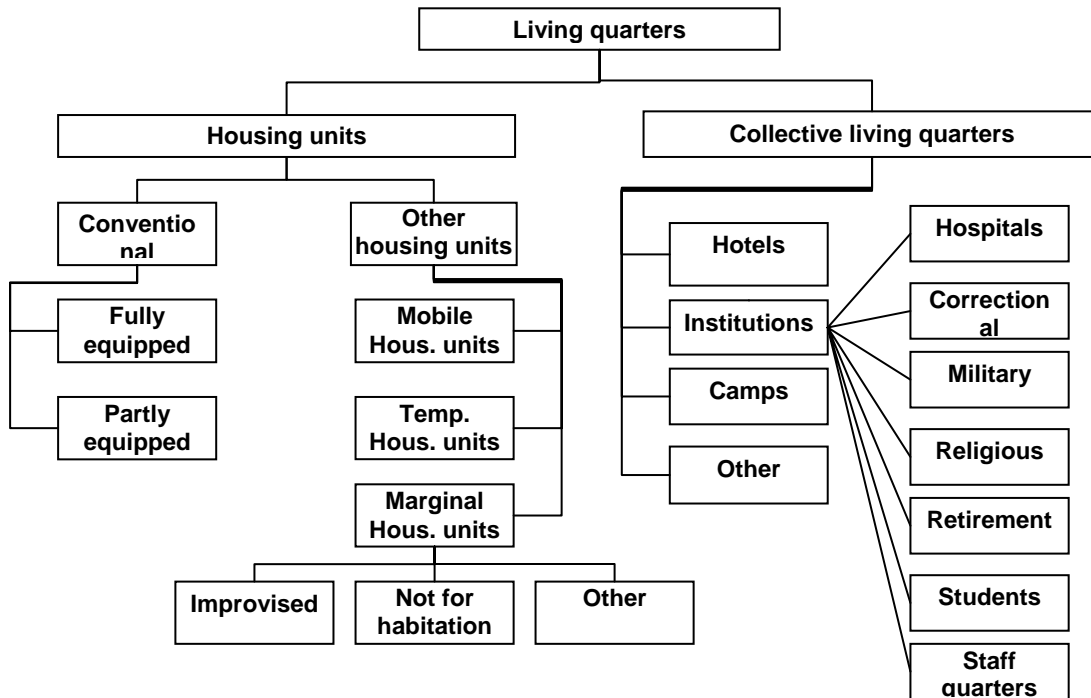 Living quarters
Housing units
Collective living quarters
Conventio
nal
Other
housing units
Fully
equipped
Partly
equipped
Mobile
Hous. units
Temp.
Hous. units
Marginal
Hous. units
Improvised
Not for
habitation
Other
Hotels
Institutions
Camps
Other
Hospitals
Correction
al
Military
Religious
Retirement
Students
Staff
quarters